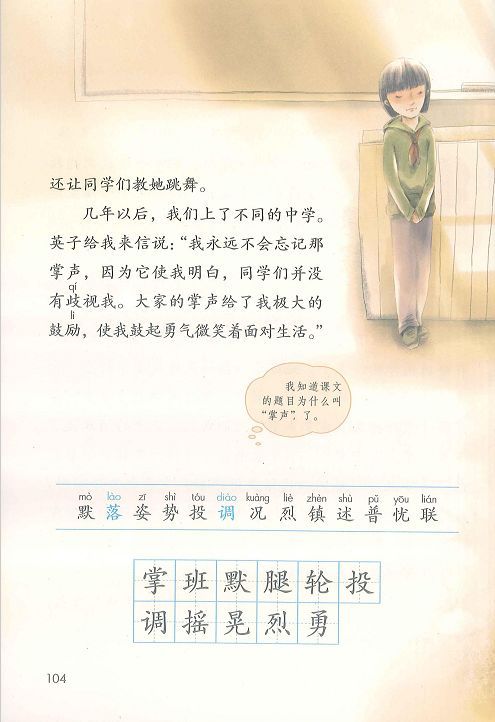 还让同学们教她跳舞。
几年以后，我们上了不同的中学。
英子给我来信说：“我永远不会忘记那
掌声，因为它使我明白，同学们并没
qí
有歧视我。大家的掌声给了我极大的
lì
鼓励，使我鼓起勇气微笑着面对生活。”
我知道课文
的题目为什么叫
“掌声”了。
mò lào zī shì tóu diào kuàng liè zhèn shù pǔ yōu lián
默 落 姿 势 投 调 况 烈 镇 述 普 忧 联
掌 班 默 腿 轮 投
调 摇 晃 烈 勇
104